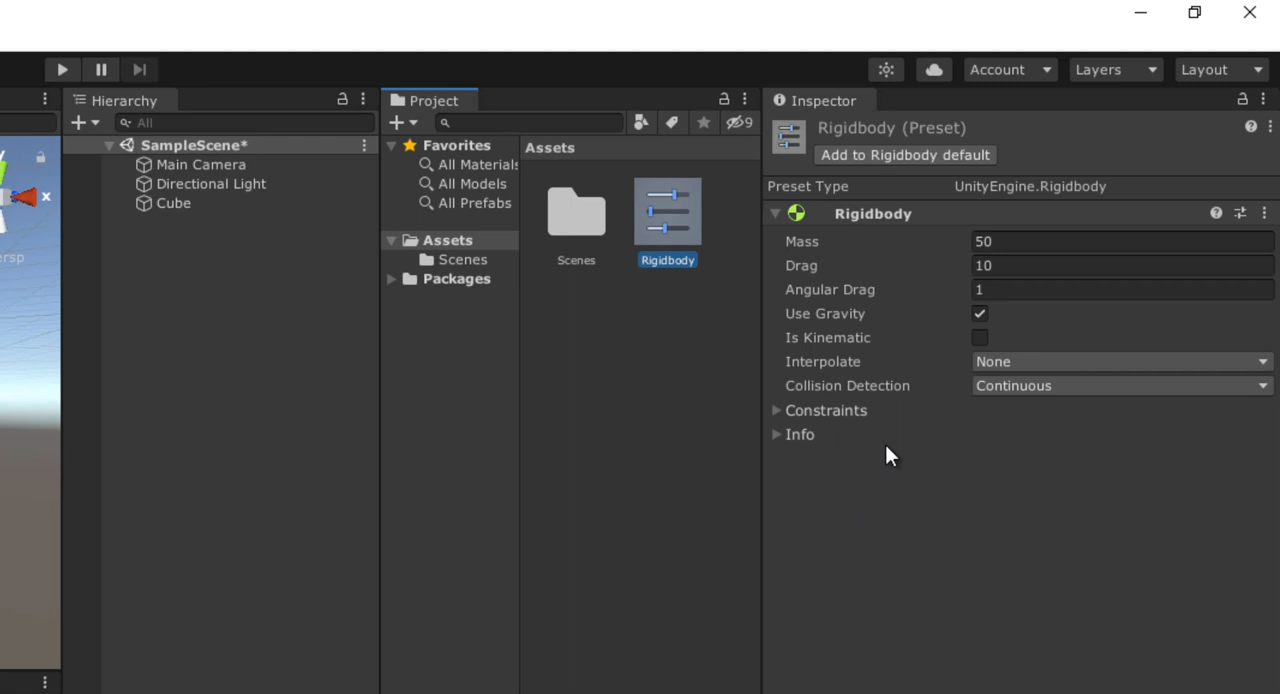 Account
Layers
Layout
Hierarchy
All
SampleScene*
Main Camera
Directional Light
Cube
Project
9
Favorites
All Materials
All Models
All Prefabs
Assets
Scenes
Packages
Assets
Scenes
Rigidbody
Inspector
Rigidbody (Preset)
Add to Rigidbody default
Preset Type UnityEngine.Rigidbody
Rigidbody
Mass 50
Drag 10
Angular Drag 1
Use Gravity
Is Kinematic
Interpolate None
Collision Detection Continuous
Constraints
Info
y
x
ersp